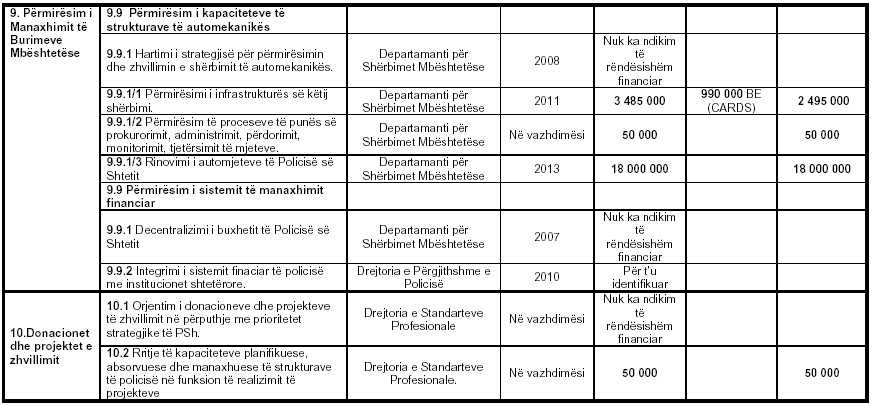 9. Përmirësim i
Manaxhimit të
Burimeve
Mbështetëse
9.9 Përmirësim i kapaciteteve të
strukturave të automekanikës
9.9.1 Hartimi i strategjisë për përmirësimin
dhe zhvillimin e shërbimit të automekanikës.
Departamanti për
Shërbimet Mbështetëse
2008
Nuk ka ndikim
të
rëndësishëm
financiar
9.9.1/1 Përmirësimi i infrastrukturës së këtij
shërbimi.
Departamanti për
Shërbimet Mbështetëse
2011
3 485 000
990 000 BE
(CARDS)
2 495 000
9.9.1/2 Përmirësim të proceseve të punës së
prokurorimit, administrimit, përdorimit,
monitorimit, tjetërsimit të mjeteve.
Departamanti për
Shërbimet Mbështetëse
Në vazhdimësi
50 000
50 000
9.9.1/3 Rinovimi i automjeteve të Policisë së
Shtetit
Departamanti për
Shërbimet Mbështetëse
2013
18 000 000
18 000 000
9.9 Përmirësim i sistemit të manaxhimit
financiar
9.9.1 Decentralizimi i buxhetit të Policisë së
Shtetit
Departamanti për
Shërbimet Mbështetëse
2007
Nuk ka ndikim
të
rëndësishëm
financiar
9.9.2 Integrimi i sistemit finaciar të policisë
me institucionet shtetërore.
Drejtoria e Përgjithshme e
Policisë
2010
Për t'u
identifikuar
10.Donacionet
dhe projektet e
zhvillimit
10.1 Orjentim i donacioneve dhe projekteve
të zhvillimit në përputhje me prioritetet
strategjike të PSh.
Drejtoria e Standarteve
Profesionale
Në vazhdimësi
Nuk ka ndikim
të
rëndësishëm
financiar
10.2 Rritje të kapaciteteve planifikuese,
absorvuese dhe manaxhuese të strukturave
të policisë në funksion të realizimit të
projekteve
Drejtoria e Standarteve
Profesionale.
Në vazhdimësi
50 000
50 000